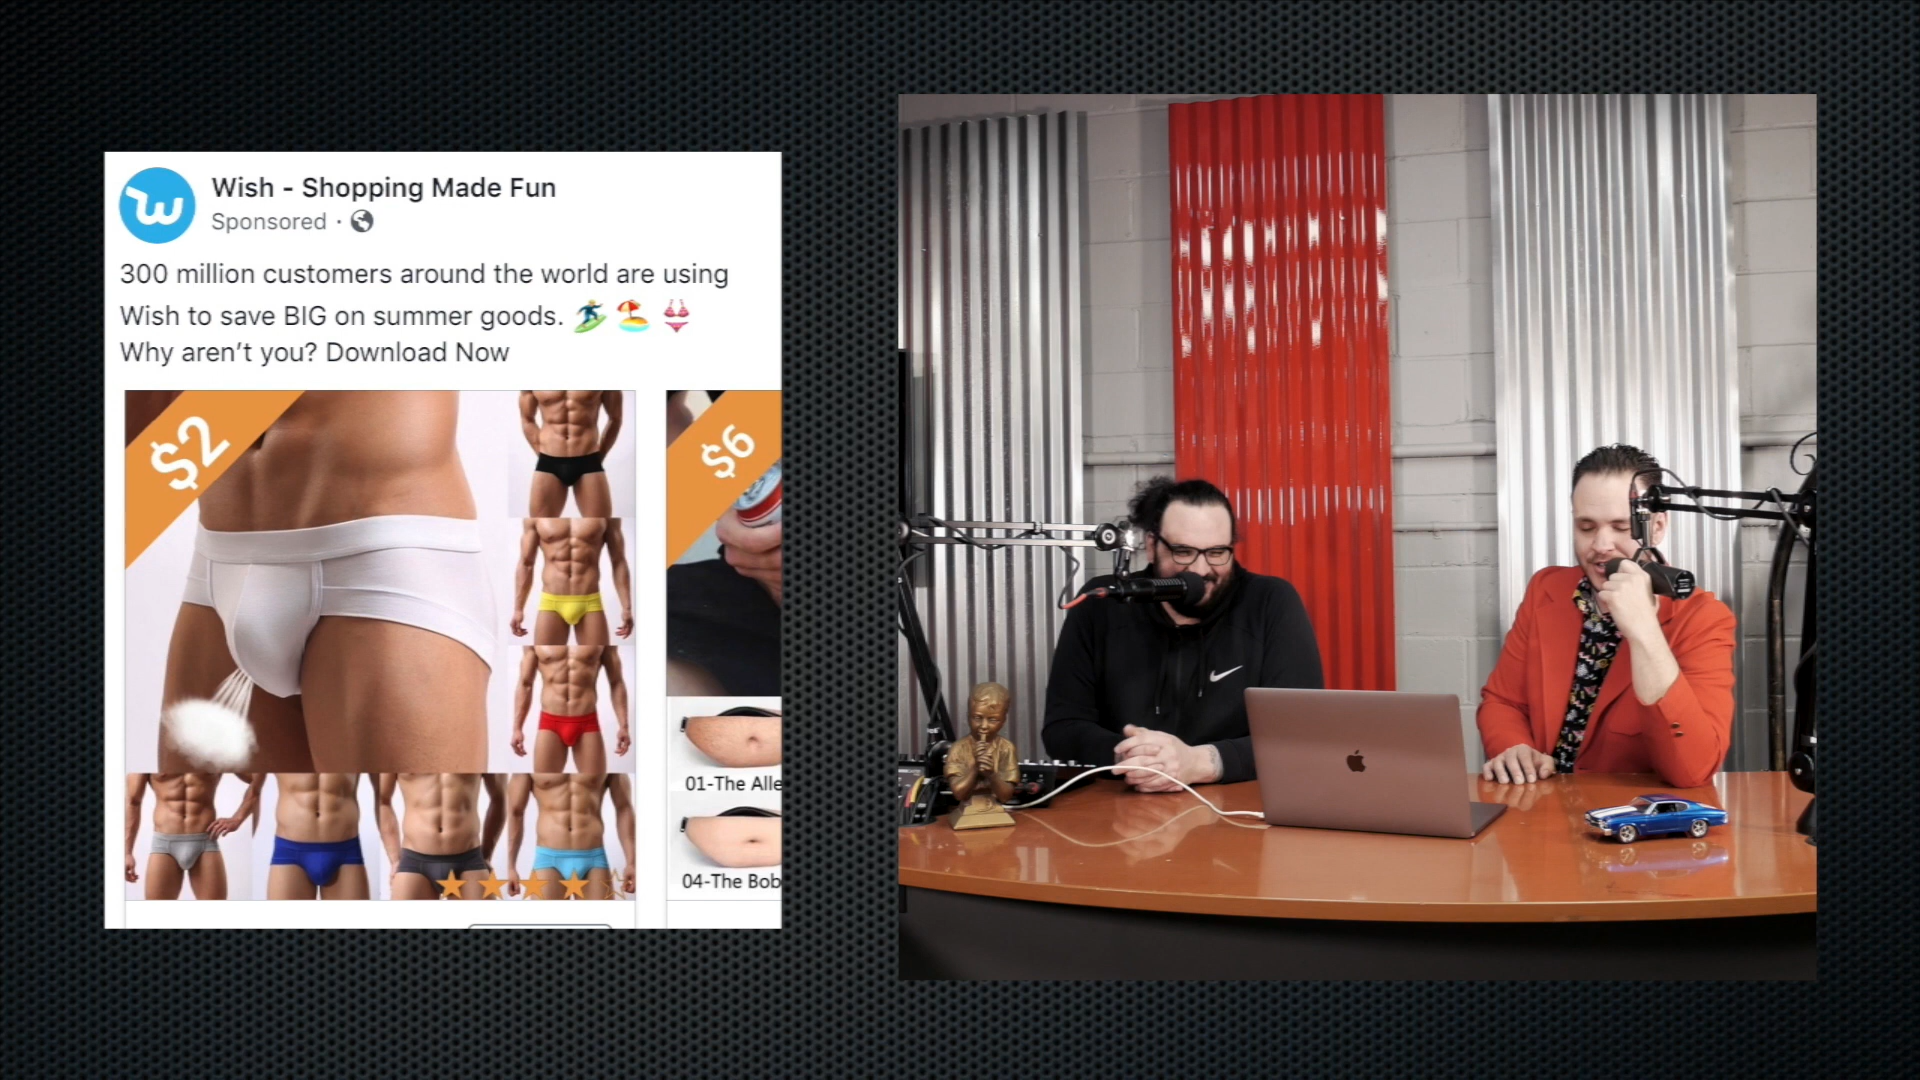 Wish - Shopping Made Fun
Sponsored ·
300 million customers around the world are using
Wish to save BIG on summer goods.
Why aren't you? Download Now
$2
$6
01-The Alle
04-The Bob